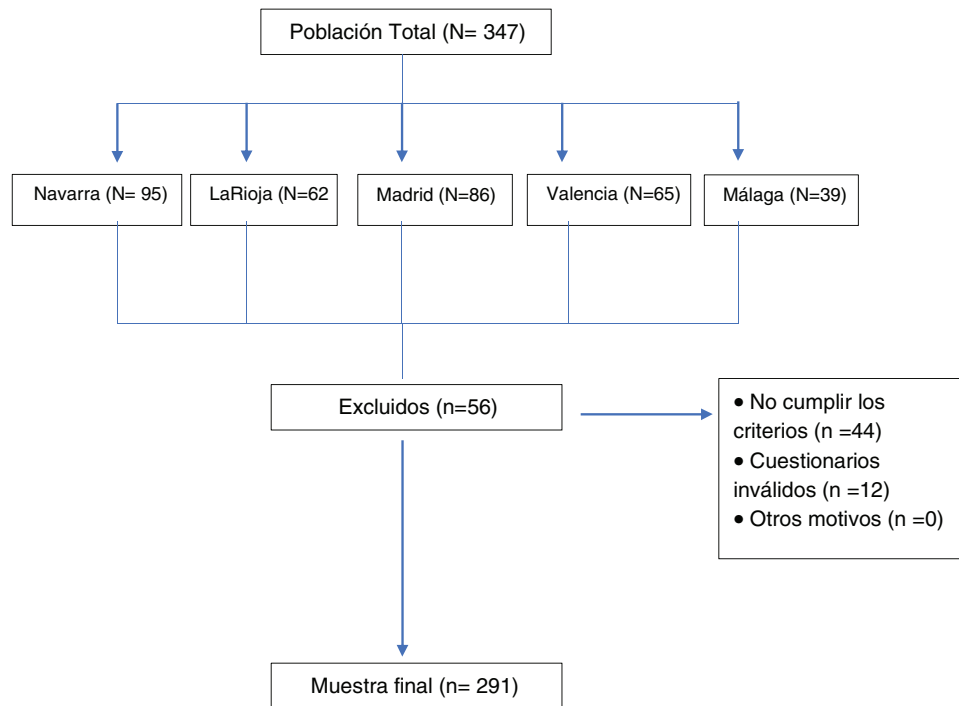 Población Total (N= 347)
Navarra (N= 95)
LaRioja (N=62
Madrid (N=86)
Valencia (N=65)
Málaga (N=39)
Excluidos (n=56)
• No cumplir los
criterios (n =44)
• Cuestionarios
inválidos (n =12)
• Otros motivos (n =0)
Muestra final (n= 291)